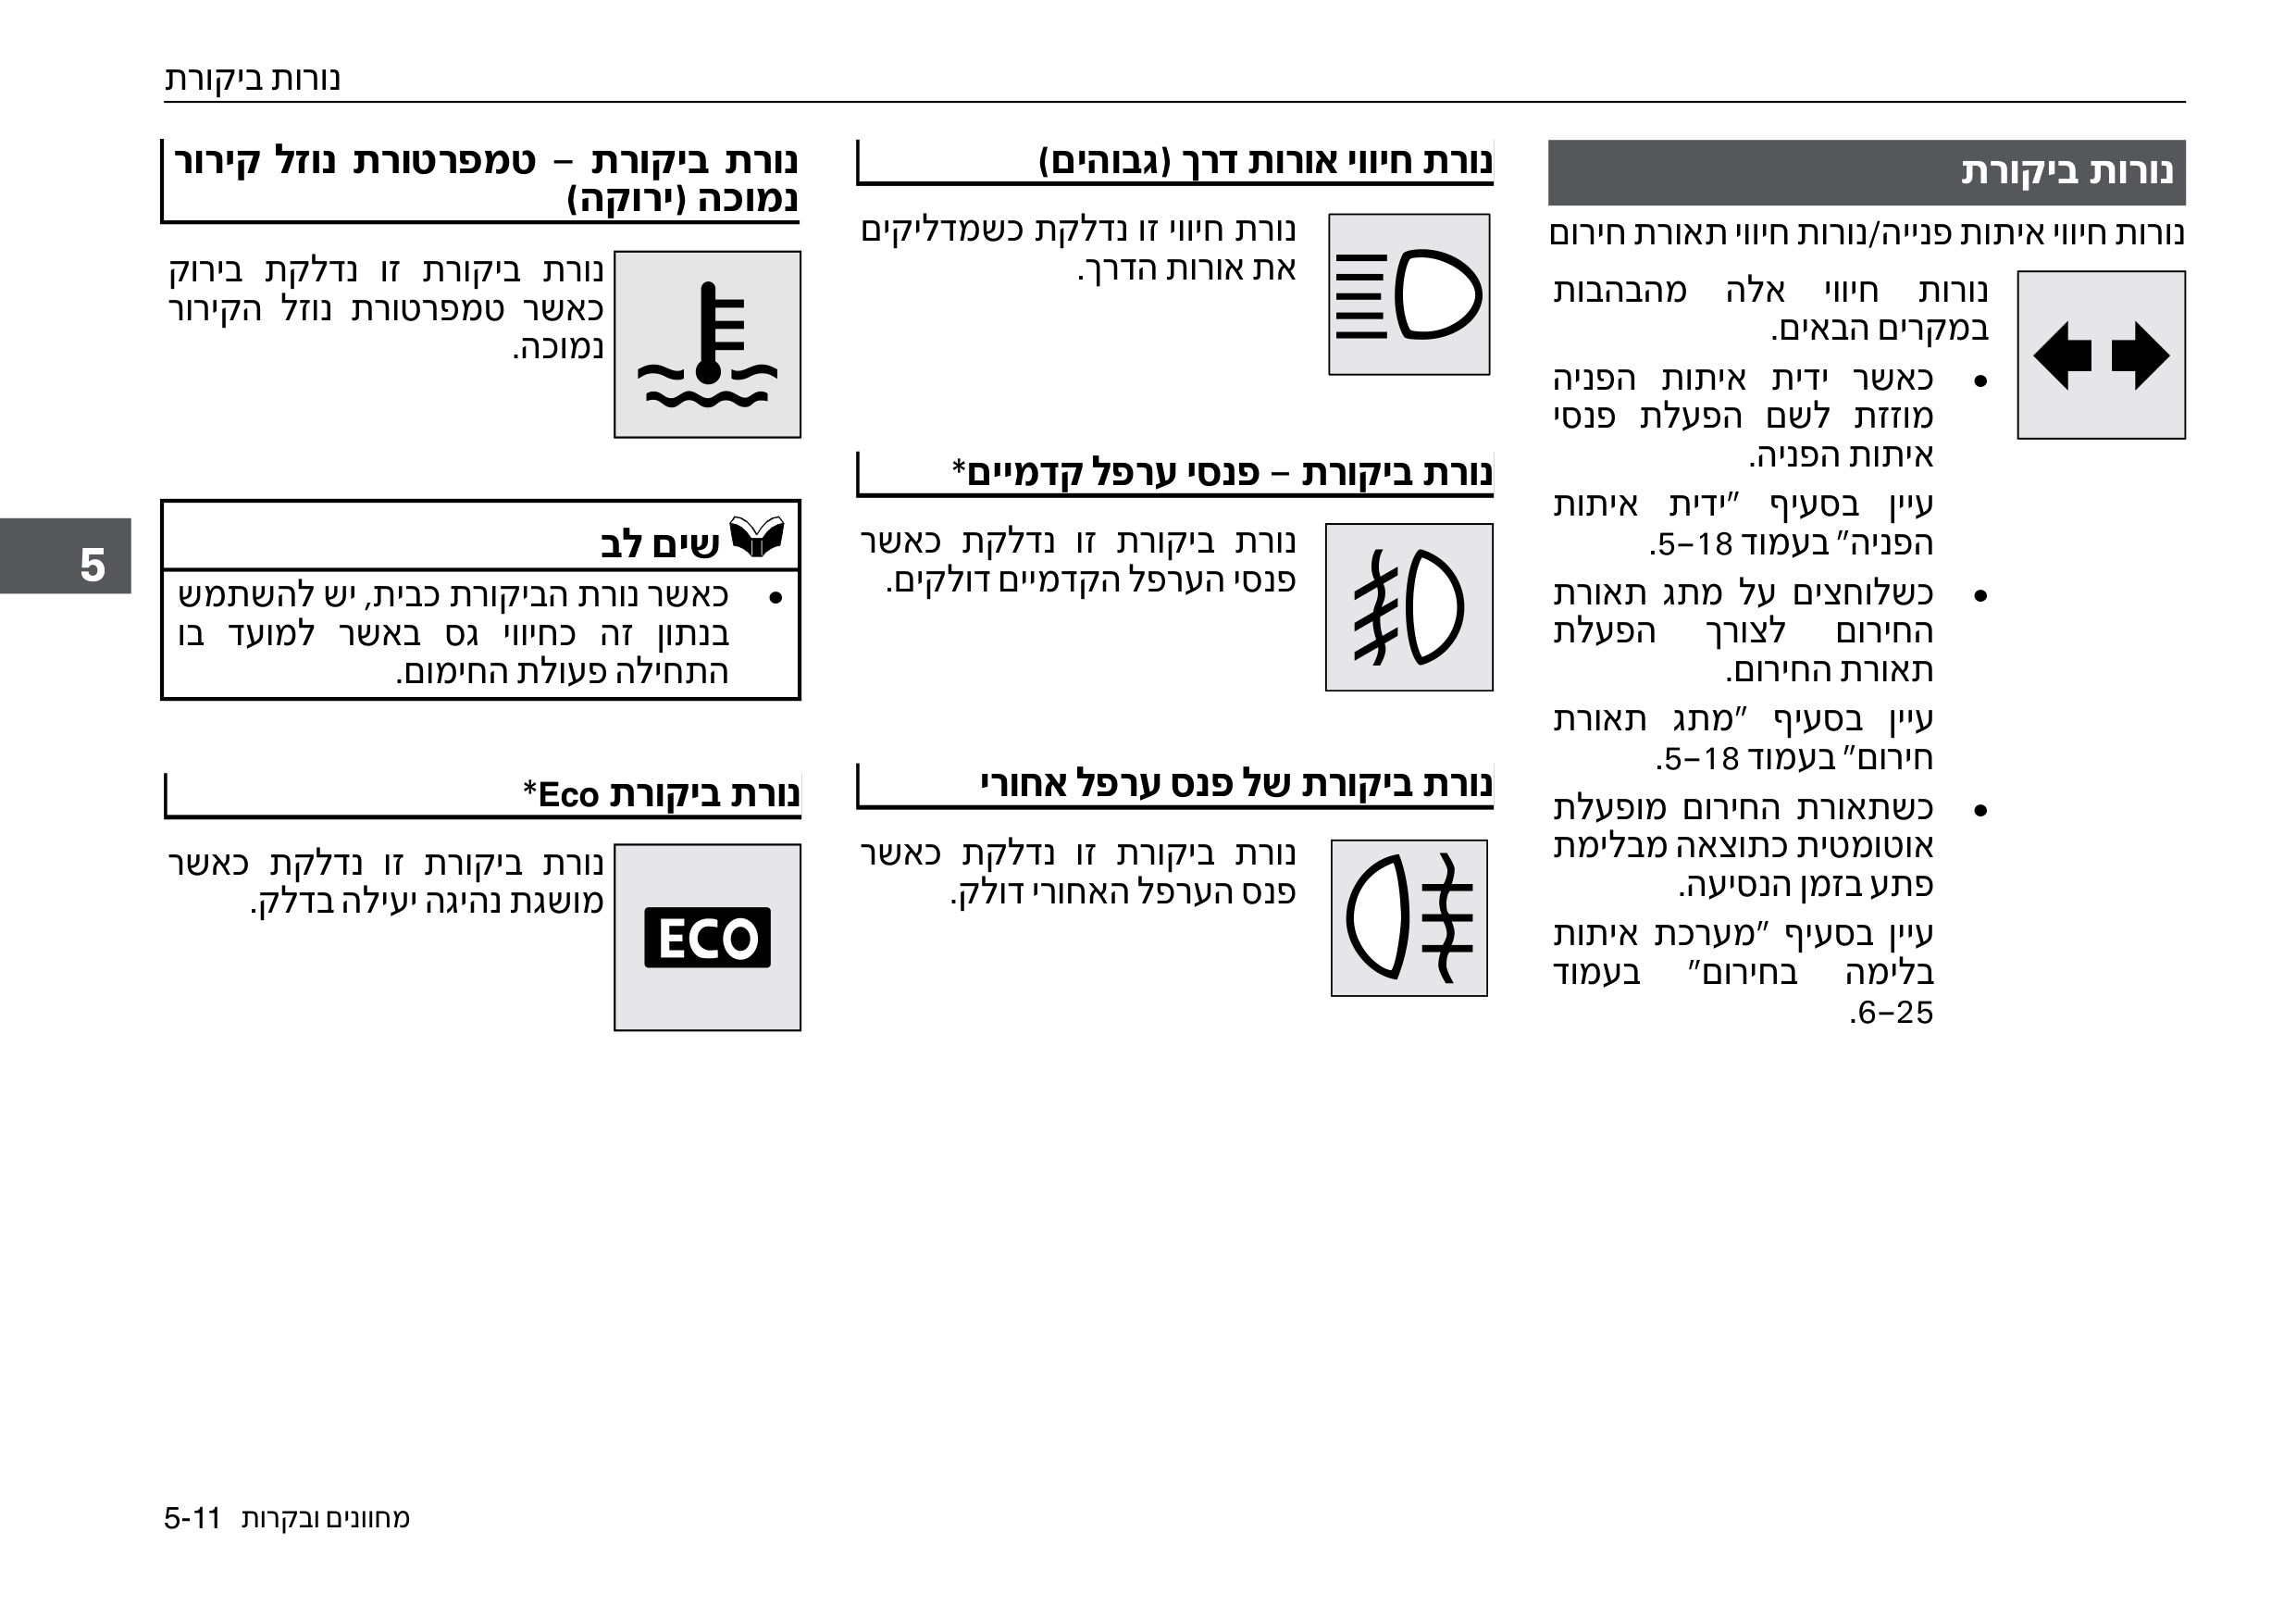 נורות ביקורת
נורות ביקורת
נורות חיווי איתות פנייה/נורות חיווי תאורת חירום
נורות חיווי אלה מהבהבות
במקרים הבאים.
• כאשר ידית איתות הפניה
מוזזת לשם הפעלת פנסי
איתות הפניה.
עיין בסעיף "ידית איתות
הפניה" בעמוד 5–18.
• כשלוחצים על מתג תאורת
החירום לצורך הפעלת
תאורת החירום.
עיין בסעיף "מתג תאורת
חירום" בעמוד 5–18.
• כשתאורת החירום מופעלת
אוטומטית כתוצאה מבלימת
פתע בזמן הנסיעה.
עיין בסעיף "מערכת איתות
בלימה בחירום" בעמוד
6–25.
נורת חיווי אורות דרך (גבוהים)
נורת חיווי זו נדלקת כשמדליקים
את אורות הדרך.
נורת ביקורת – פנסי ערפל קדמיים*
נורת ביקורת זו נדלקת כאשר
פנסי הערפל הקדמיים דולקים.
נורת ביקורת של פנס ערפל אחורי
נורת ביקורת זו נדלקת כאשר
פנס הערפל האחורי דולק.
נורת ביקורת – טמפרטורת נוזל קירור
נמוכה (ירוקה)
נורת ביקורת זו נדלקת בירוק
כאשר טמפרטורת נוזל הקירור
נמוכה.
שים לב
• כאשר נורת הביקורת כבית, יש להשתמש
בנתון זה כחיווי גס באשר למועד בו
התחילה פעולת החימום.
נורת ביקורת Eco*
נורת ביקורת זו נדלקת כאשר
מושגת נהיגה יעילה בדלק.
ECO
5
מחוונים ובקרות 5-11